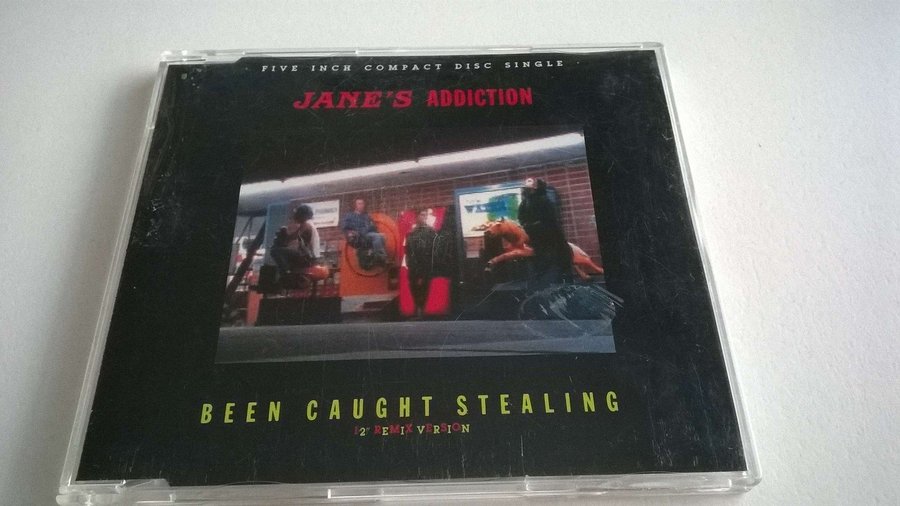 FIVE INCH COMPACT DISC SINGLE
JANE'S ADDICTION
BEEN CAUGHT STEALING
12" REMIX VERSION